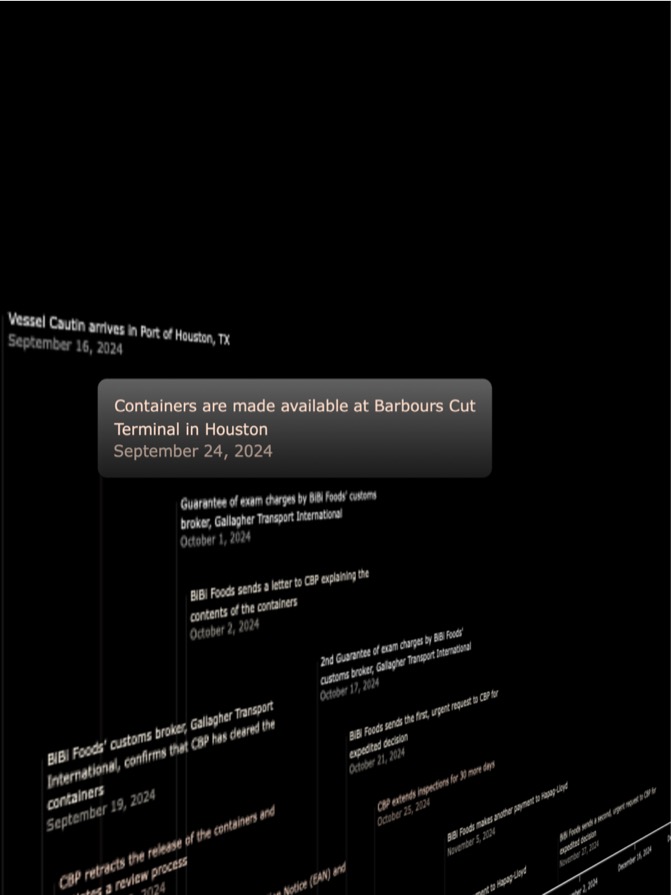 Vessel Cautin arrives in Port of Houston, TX
September 16, 2024
Containers are made available at Barbours Cut
Terminal in Houston
September 24, 2024
Guarantee of exam charges by BiBi Foods' customs
broker, Gallagher Transport International
October 1, 2024
BiBi Foods sends a letter to CBP explaining the
contents of the containers
October 2, 2024
2nd Guarantee of exam charges by BiBi Foods'
customs broker, Gallagher Transport International
October 17, 2024
BiBi Foods' customs broker, Gallagher Transport
International, confirms that CBP has cleared the
containers
September 19, 2024
BiBi Foods sends the first, urgent request to CBP for
expedited decision
October 21, 2024
CBP extends inspections for 30 more days
October 25, 2024
BiBi Foods makes another payment to Hapag-Lloyd
November 5, 2024
BiBi Foods sends a second, urgent request to CBP for
expedited decision
November 27, 2024
CBP retracts the release of the containers and
a review process
2024
Notice (EAN) and
to Hapag-Lloyd
2, 2024
December 16, 2024